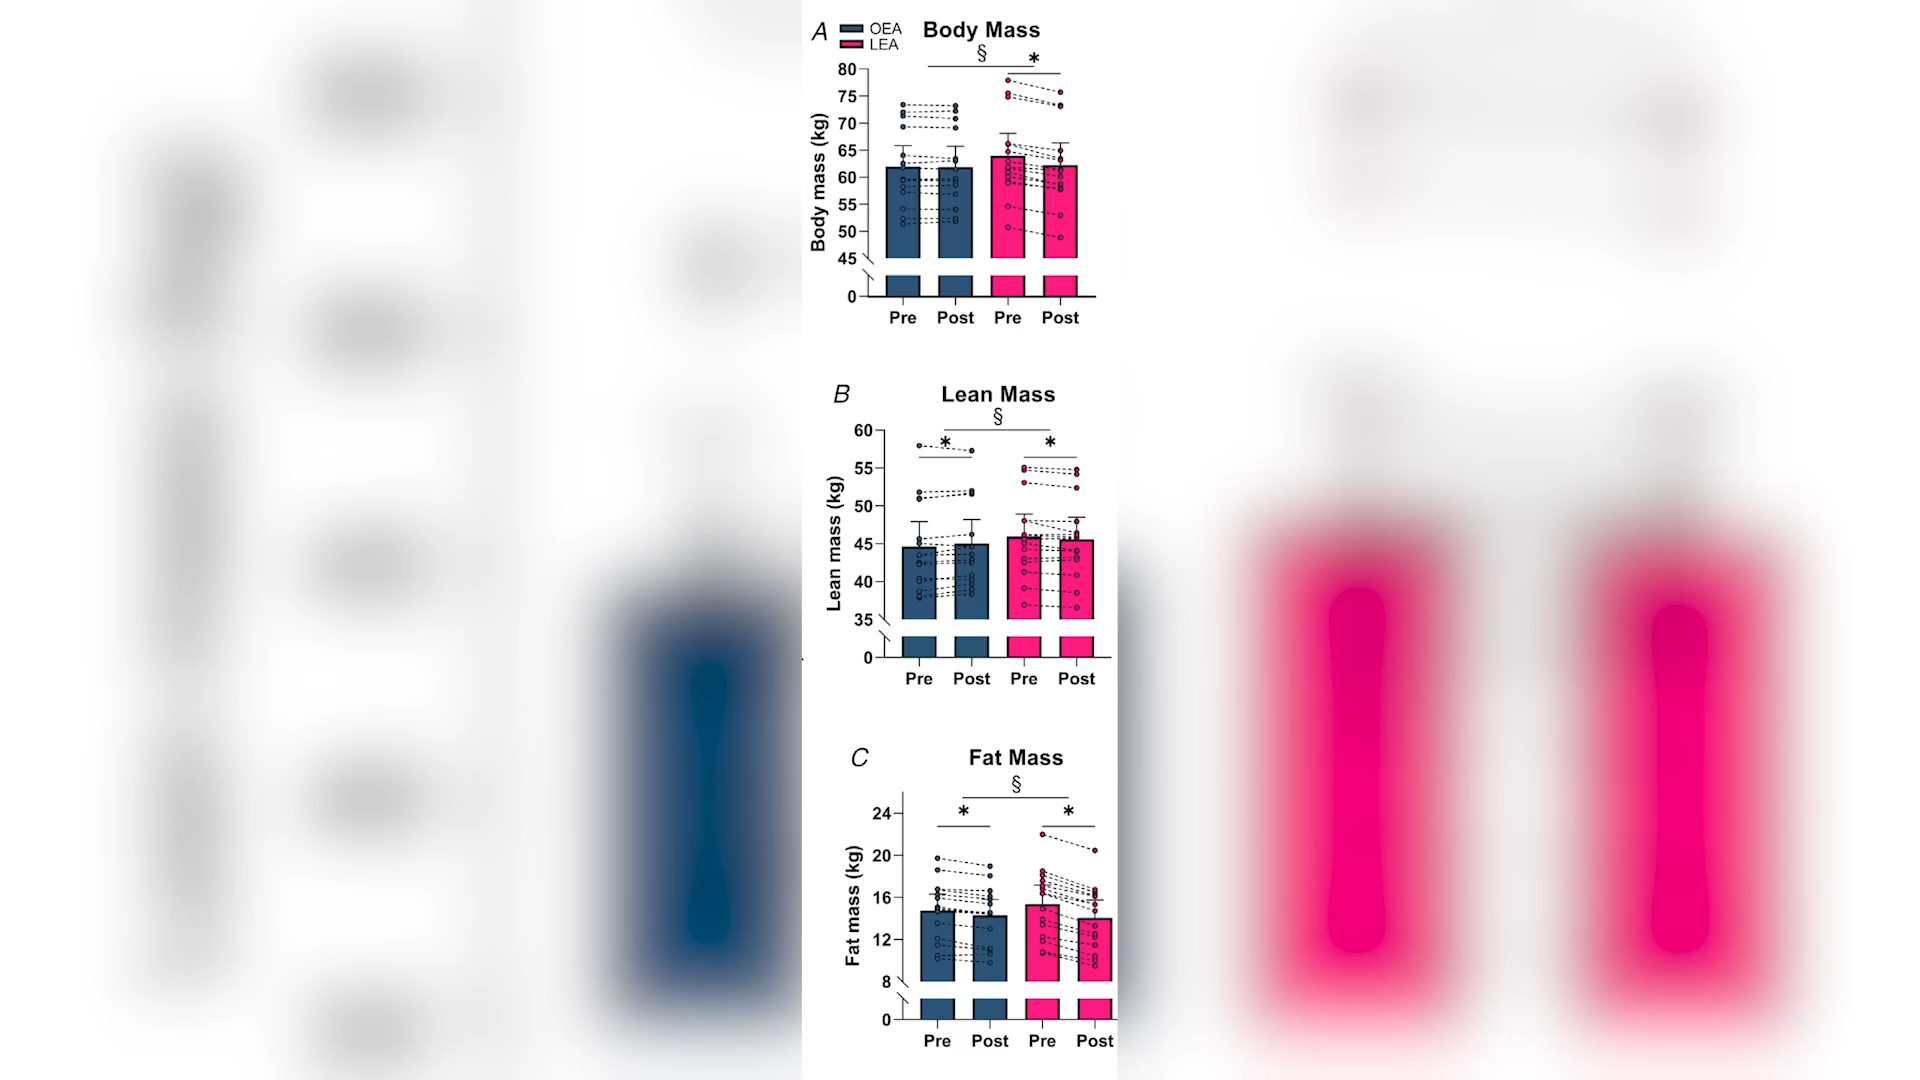 A
OEA
LEA
Body Mass
§
*
Body mass (kg)
80
75
70
65
60
55
50
45
0
Pre Post Pre Post
B
Lean Mass
§
* *
Lean mass (kg)
60
55
50
45
40
35
0
Pre Post Pre Post
C
Fat Mass
§
* *
Fat mass (kg)
24
20
16
12
8
0
Pre Post Pre Post